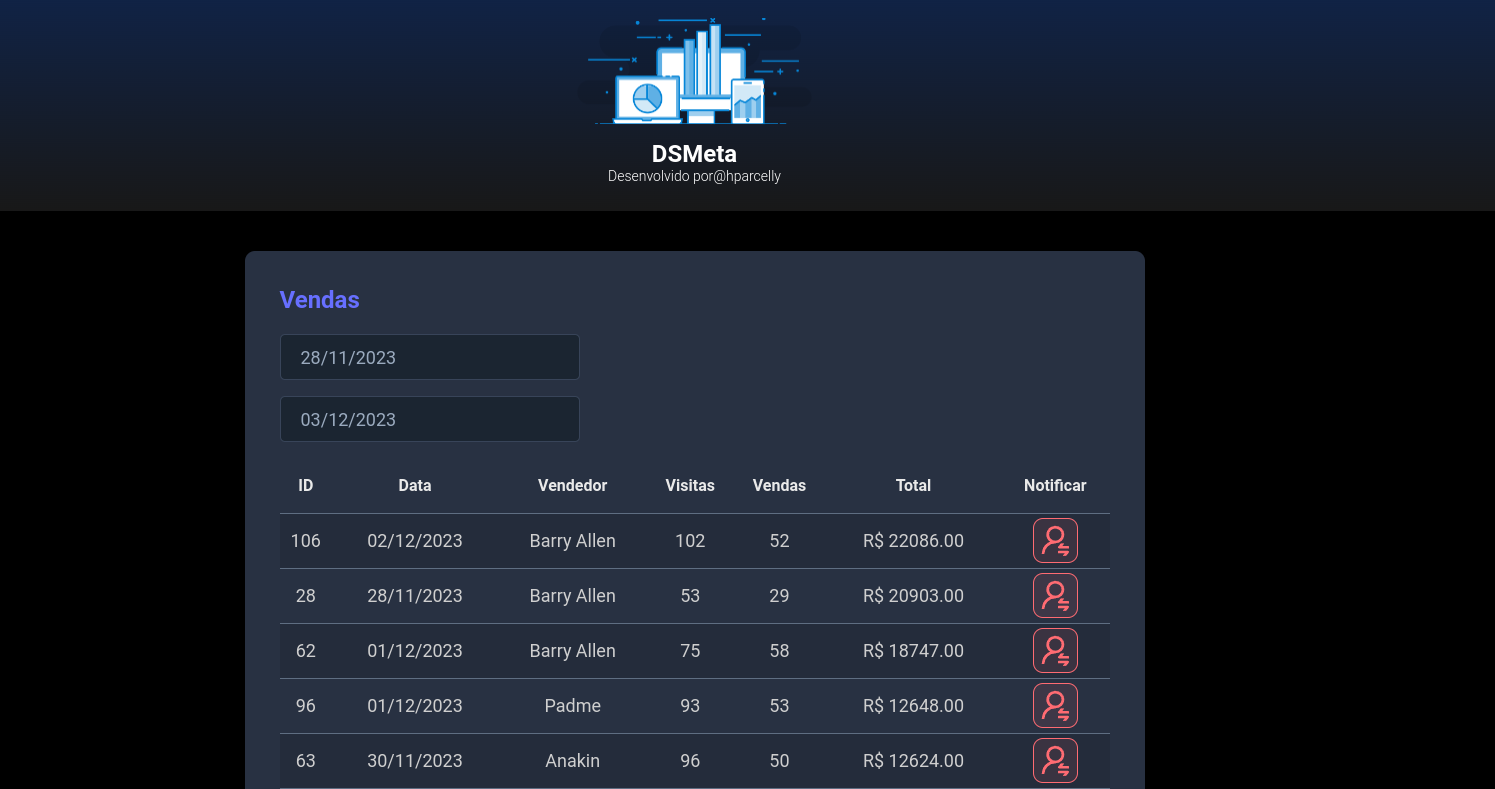 DSMeta
Desenvolvido por@hparcelly
Vendas
28/11/2023
03/12/2023
ID Data Vendedor Visitas Vendas Total Notificar
106 02/12/2023 Barry Allen 102 52 R$ 22086.00
28 28/11/2023 Barry Allen 53 29 R$ 20903.00
62 01/12/2023 Barry Allen 75 58 R$ 18747.00
96 01/12/2023 Padme 93 53 R$ 12648.00
63 30/11/2023 Anakin 96 50 R$ 12624.00